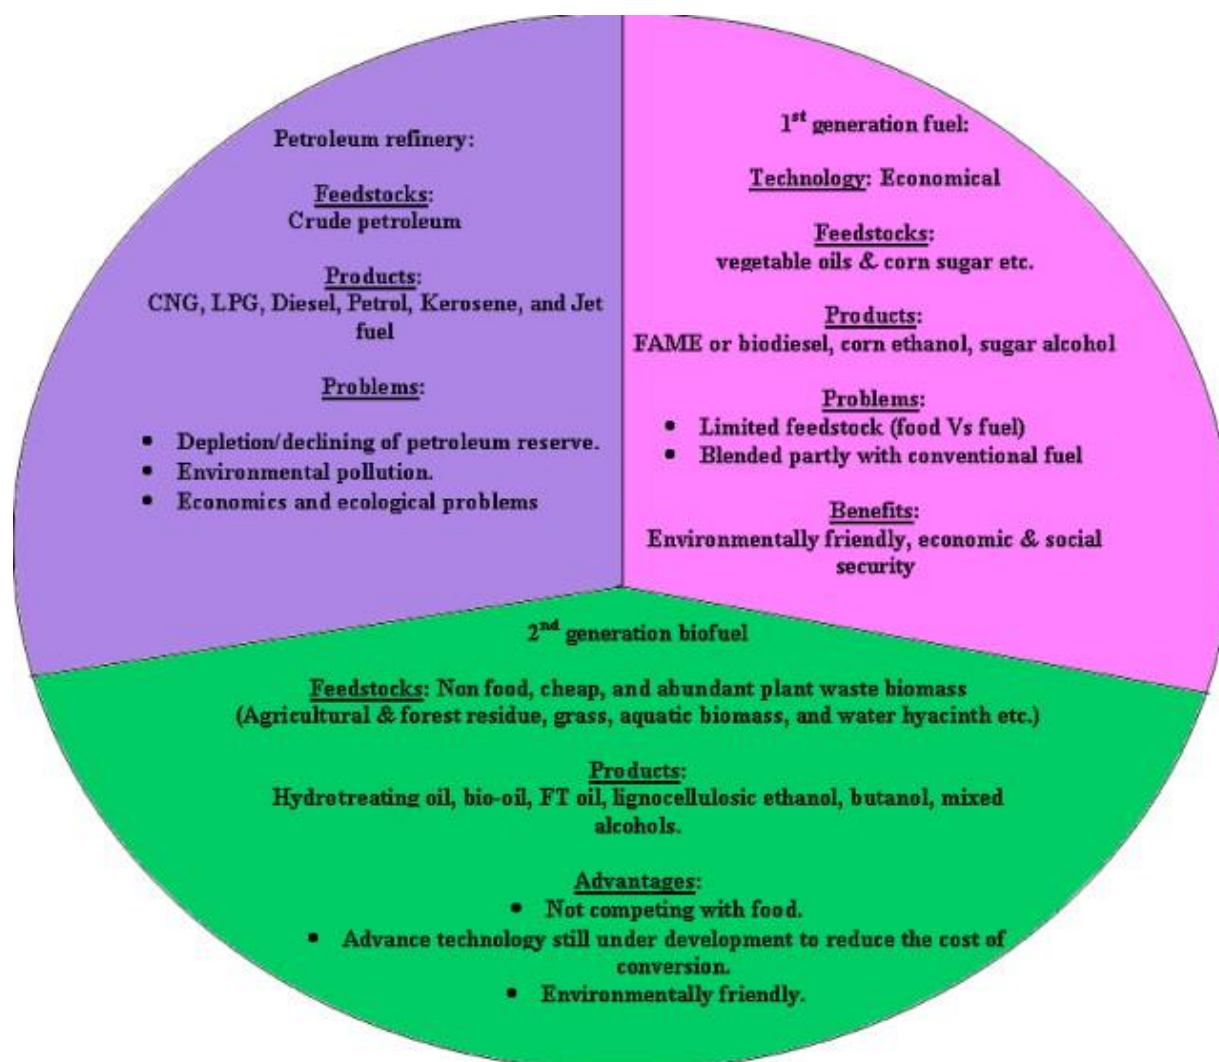 Petroleum refinery:
Feedstocks:
Crude petroleum
Products:
CNG, LPG, Diesel, Petrol, Kerosene, and Jet
fuel
Problems:
• Depletion/declining of petroleum reserve.
• Environmental pollution.
• Economics and ecological problems
1st generation fuel:
Technology: Economical
Feedstocks:
vegetable oils & corn sugar etc.
Products:
FAME or biodiesel, corn ethanol, sugar alcohol
Problems:
• Limited feedstock (food Vs fuel)
• Blended partly with conventional fuel
Benefits:
Environmentally friendly, economic & social
security
2nd generation biofuel
Feedstocks: Non food, cheap, and abundant plant waste biomass
(Agricultural & forest residue, grass, aquatic biomass, and water hyacinth etc.)
Products:
Hydrotreating oil, bio-oil, FT oil, lignocellulosic ethanol, butanol, mixed
alcohols.
Advantages:
• Not competing with food.
• Advance technology still under development to reduce the cost of
conversion.
• Environmentally friendly.